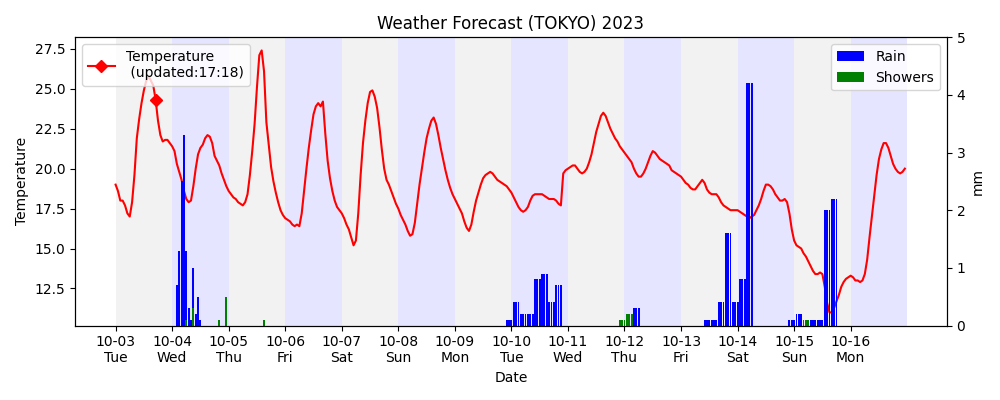 Weather Forecast (TOKYO) 2023
Temperature
(updated:17:18)
Rain
Showers
Temperature
27.5
25.0
22.5
20.0
17.5
15.0
12.5
5
4
3
2
1
0
mm
10-03 10-04 10-05 10-06 10-07 10-08 10-09 10-10 10-11 10-12 10-13 10-14 10-15 10-16
Tue Wed Thu Fri Sat Sun Mon Tue Wed Thu Fri Sat Sun Mon
Date